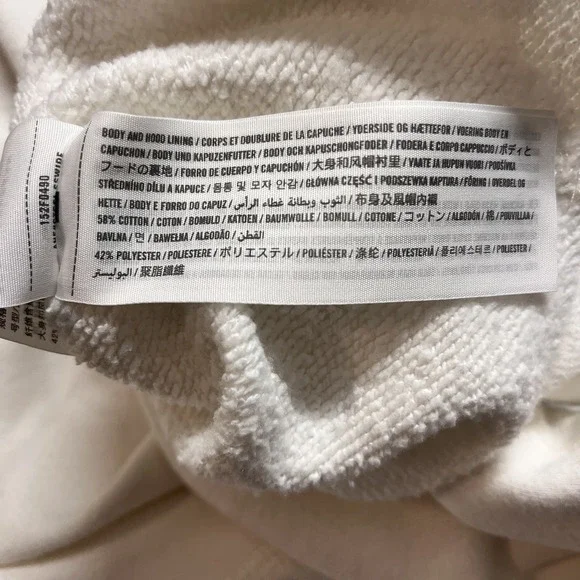 BODY AND HOOD LINING / CORPS ET DOUBLURE DE LA CAPUCHE / YDERSIDE OG HÆTTEFOR / VOERING BODY EN
CAPUCHON / BODY UND KAPUZENFUTTER / BODY OCH KAPUSCHONGFODER / FODERA E CORPO CAPPUCCIO / ボディと
フードの裏地 / FORRO DE CUERPO Y CAPUCHÓN / 大身和风帽衬里 / VAATE JA HUPUN VUORI / PODŠÍVKA
STŘEDNÍHO DÍLU A KAPUCE / 몸통 및 모자 안감 / GŁÓWNA CZĘŚĆ I PODSZEWKA KAPTURA / FÔRING I OVERDEL OG
HETTE / BODY E FORRO DO CAPUZ / الثوب وبطانة غطاء الرأس / 布身及風帽內襯
58% COTTON / COTON / BOMULD / KATOEN / BAUMWOLLE / BOMULL / COTONE / コットン / ALGODÓN / 棉 / PUUVILLAA /
BAVLNA / 면 / BAWEŁNA / ALGODÃO / القطن
42% POLYESTER / POLIESTERE / ポリエステル / POLIÉSTER / 涤纶 / POLYESTERIÄ / 폴리에스테르 / POLIESTER /
البوليستر / 聚脂纖維
152F0490